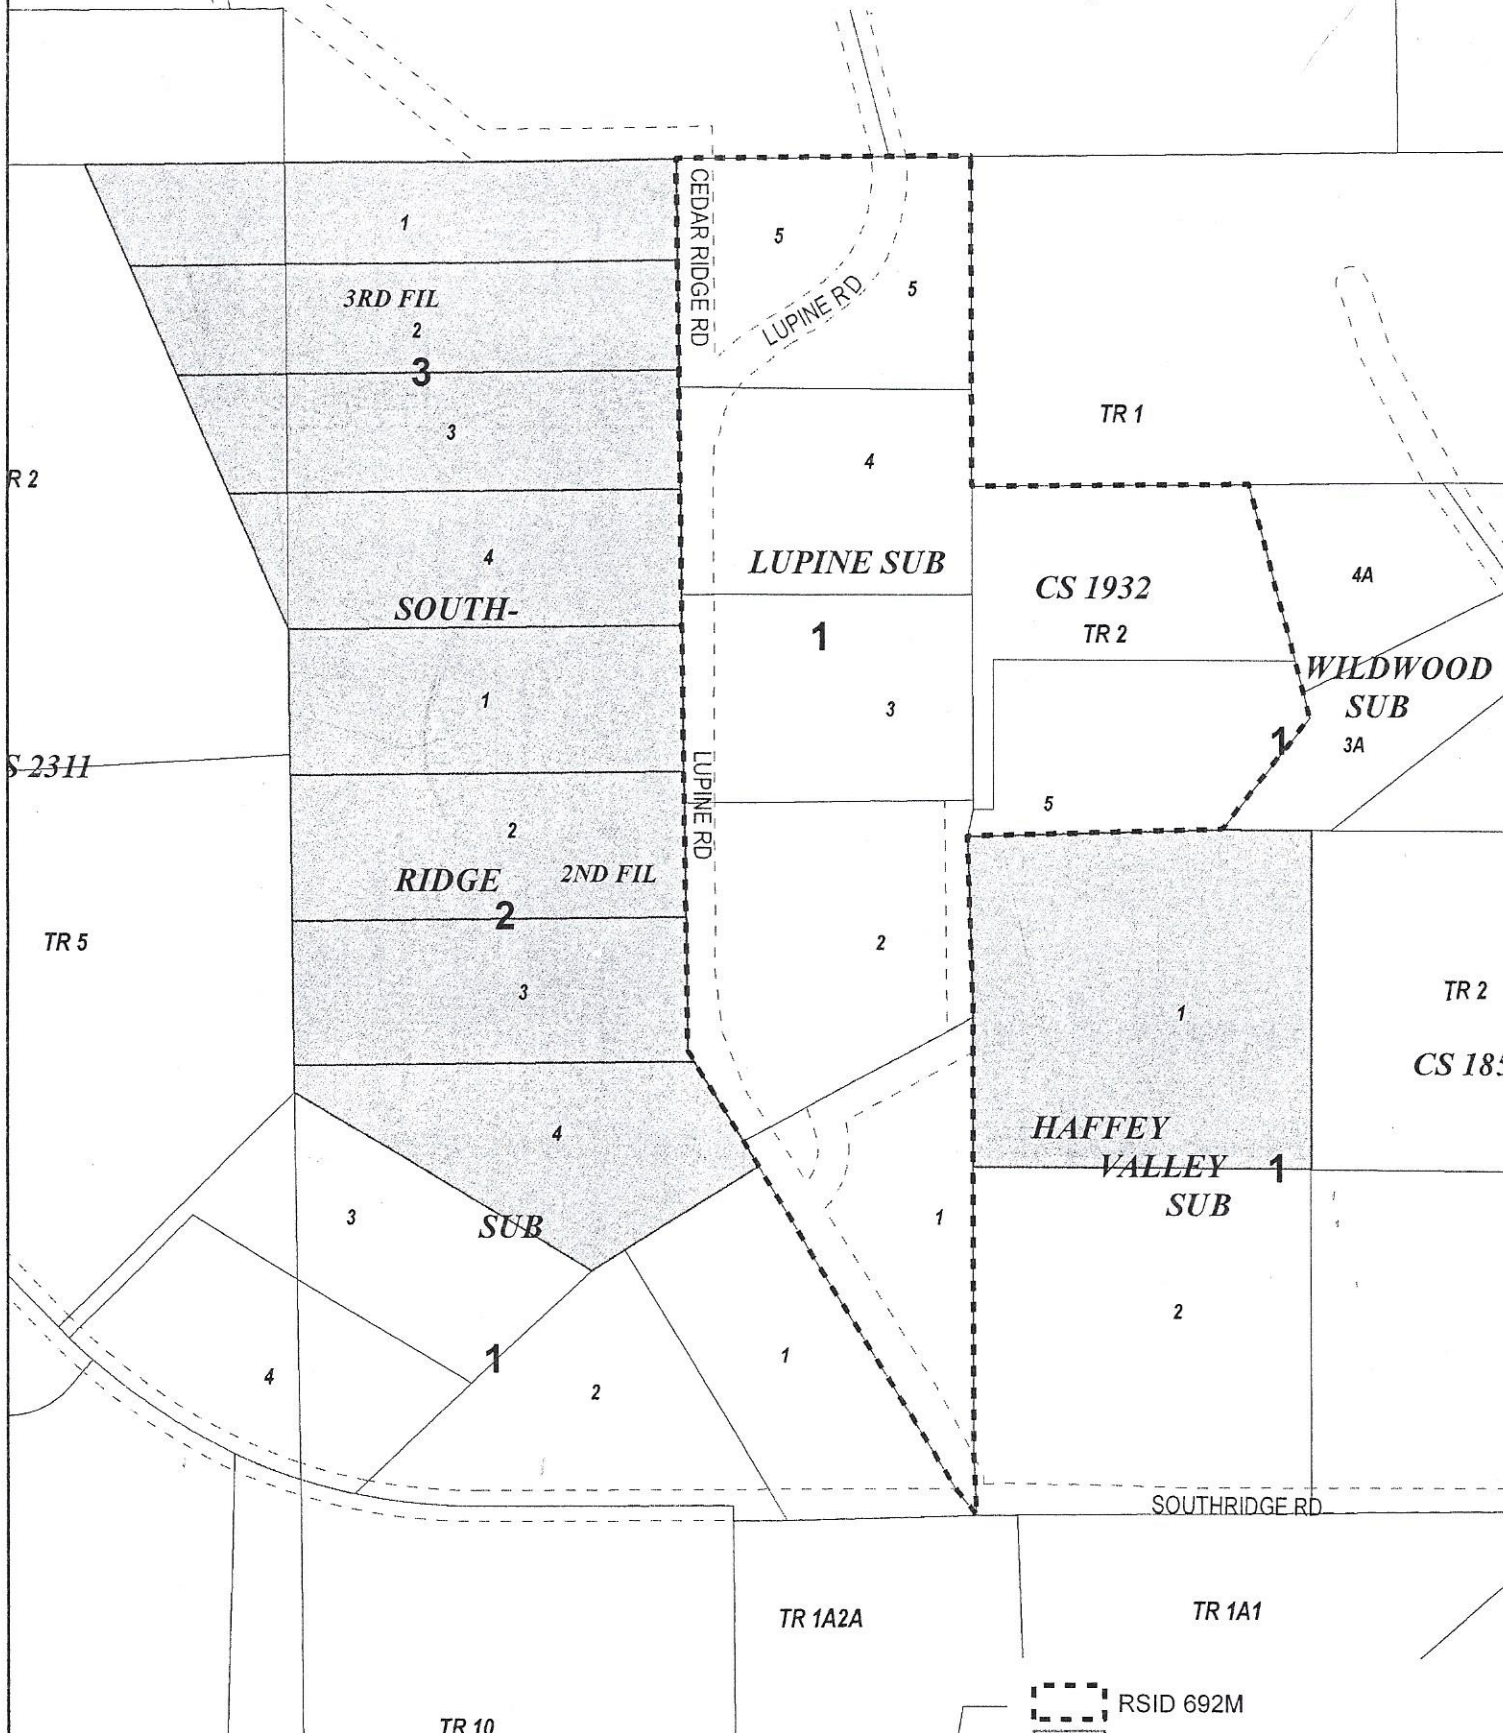 CEDAR RIDGE RD
1
5
5
LUPINE RD
3RD FIL
2
3
3
TR 1
4
R 2
4
SOUTH-
LUPINE SUB
CS 1932
TR 2
4A
1
3
WILDWOOD
SUB
1
3A
1
S 2311
LUPINE RD
5
2
RIDGE
2ND FIL
2
TR 5
2
3
1
TR 2
CS 185
HAFFEY
VALLEY
SUB
1
4
3
SUB
1
2
1
4
2
1
SOUTHRIDGE RD
TR 1A2A
TR 1A1
RSID 692M
TR 10